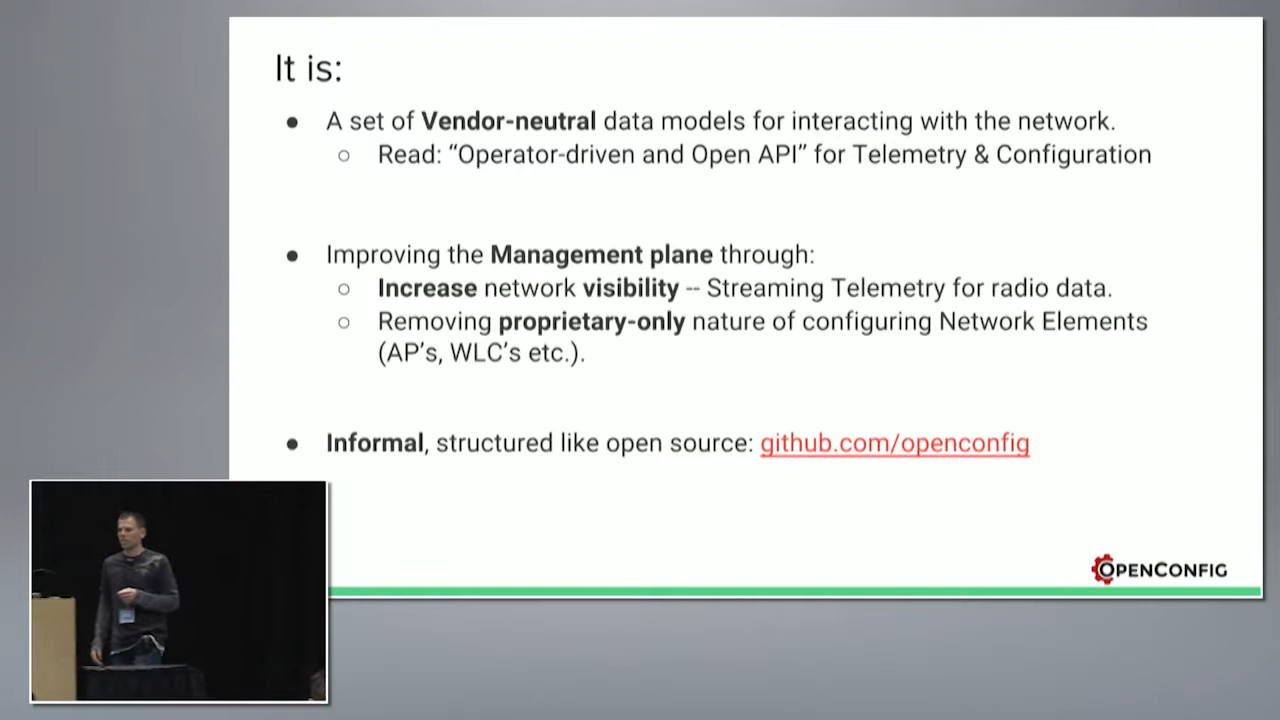 It is:
● A set of Vendor-neutral data models for interacting with the network.
○ Read: “Operator-driven and Open API” for Telemetry & Configuration
● Improving the Management plane through:
○ Increase network visibility -- Streaming Telemetry for radio data.
○ Removing proprietary-only nature of configuring Network Elements
(AP’s, WLC’s etc.).
● Informal, structured like open source: github.com/openconfig
OPENCONFIG